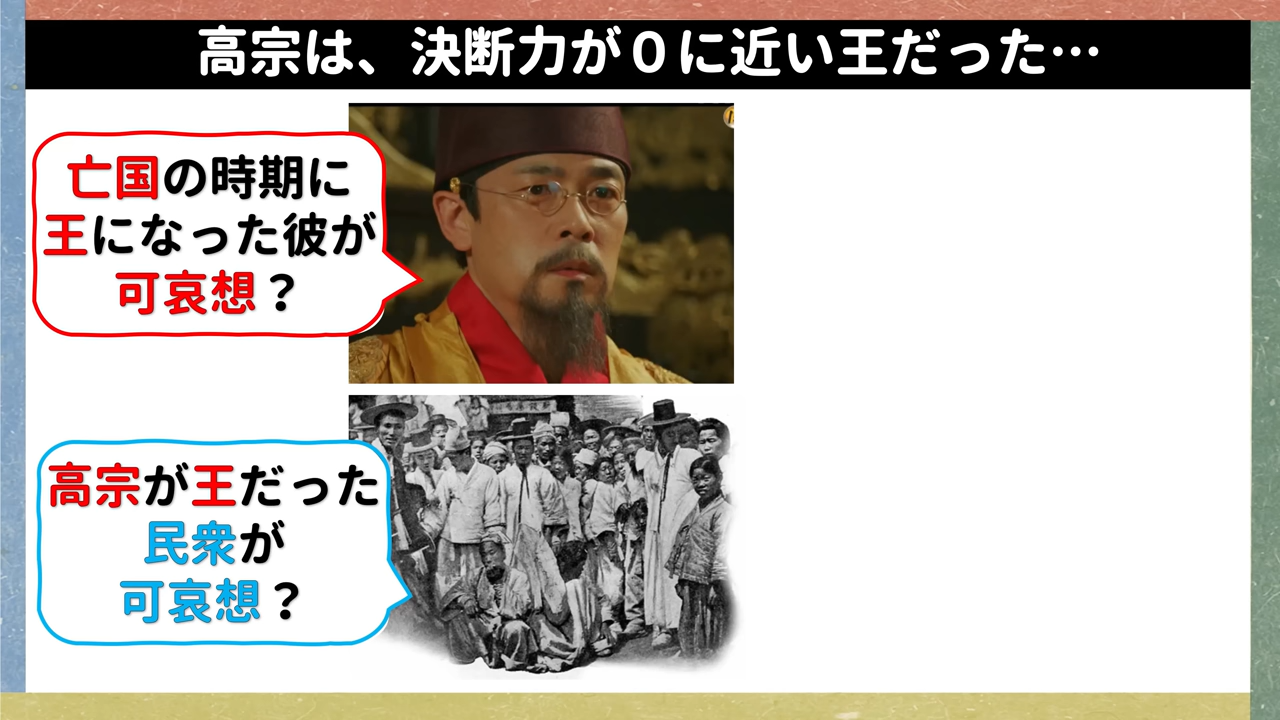 高宗は、決断力が０に近い王だった…
亡国の時期に
王になった彼が
可哀想？
高宗が王だった
民衆が
可哀想？